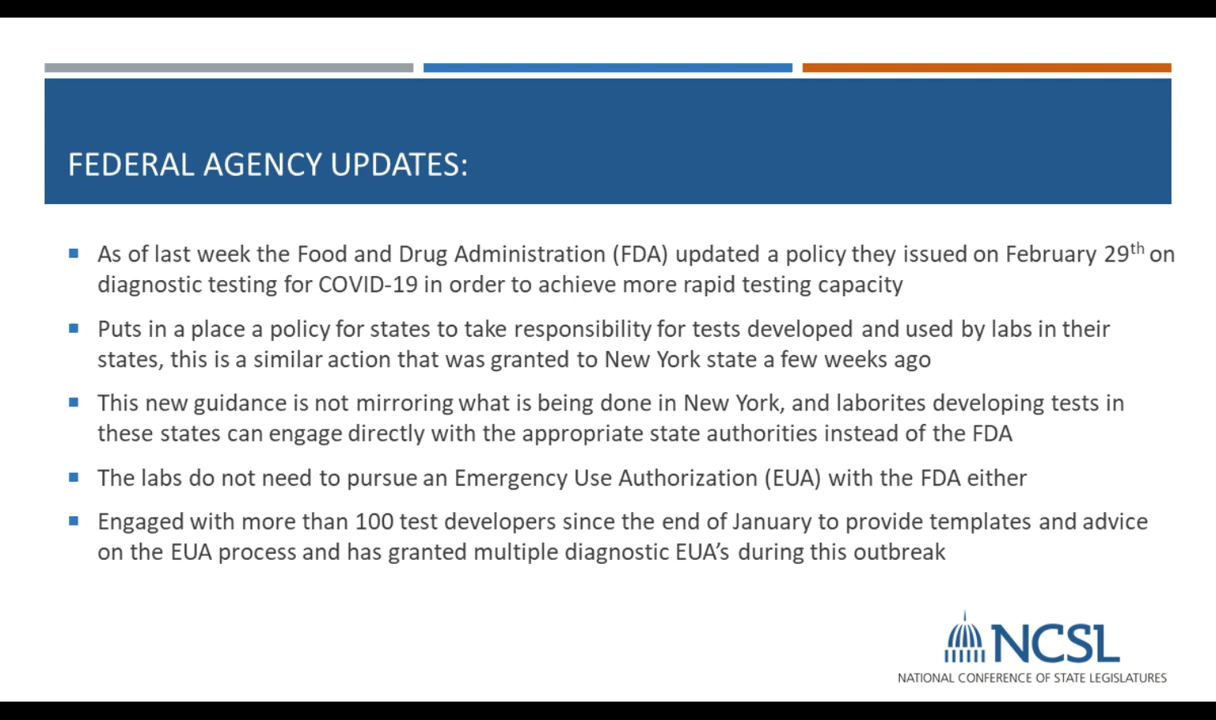 FEDERAL AGENCY UPDATES:
As of last week the Food and Drug Administration (FDA) updated a policy they issued on February 29th on
diagnostic testing for COVID-19 in order to achieve more rapid testing capacity
Puts in a place a policy for states to take responsibility for tests developed and used by labs in their
states, this is a similar action that was granted to New York state a few weeks ago
This new guidance is not mirroring what is being done in New York, and laborites developing tests in
these states can engage directly with the appropriate state authorities instead of the FDA
The labs do not need to pursue an Emergency Use Authorization (EUA) with the FDA either
Engaged with more than 100 test developers since the end of January to provide templates and advice
on the EUA process and has granted multiple diagnostic EUA’s during this outbreak
NCSL
NATIONAL CONFERENCE OF STATE LEGISLATURES